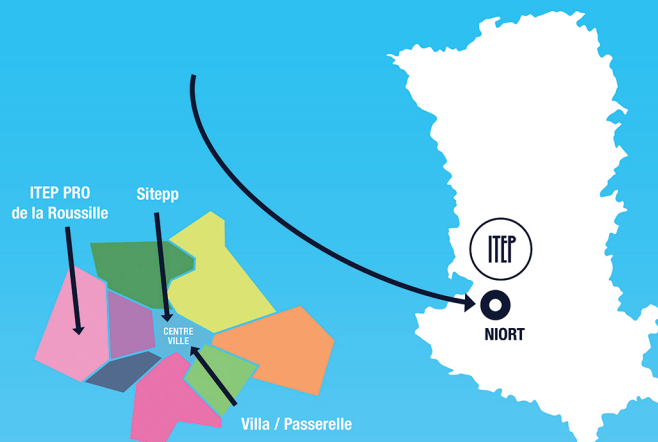 ITEP PRO
de la Roussille
Sitepp
CENTRE
VILLE
Villa / Passerelle
ITEP
NIORT